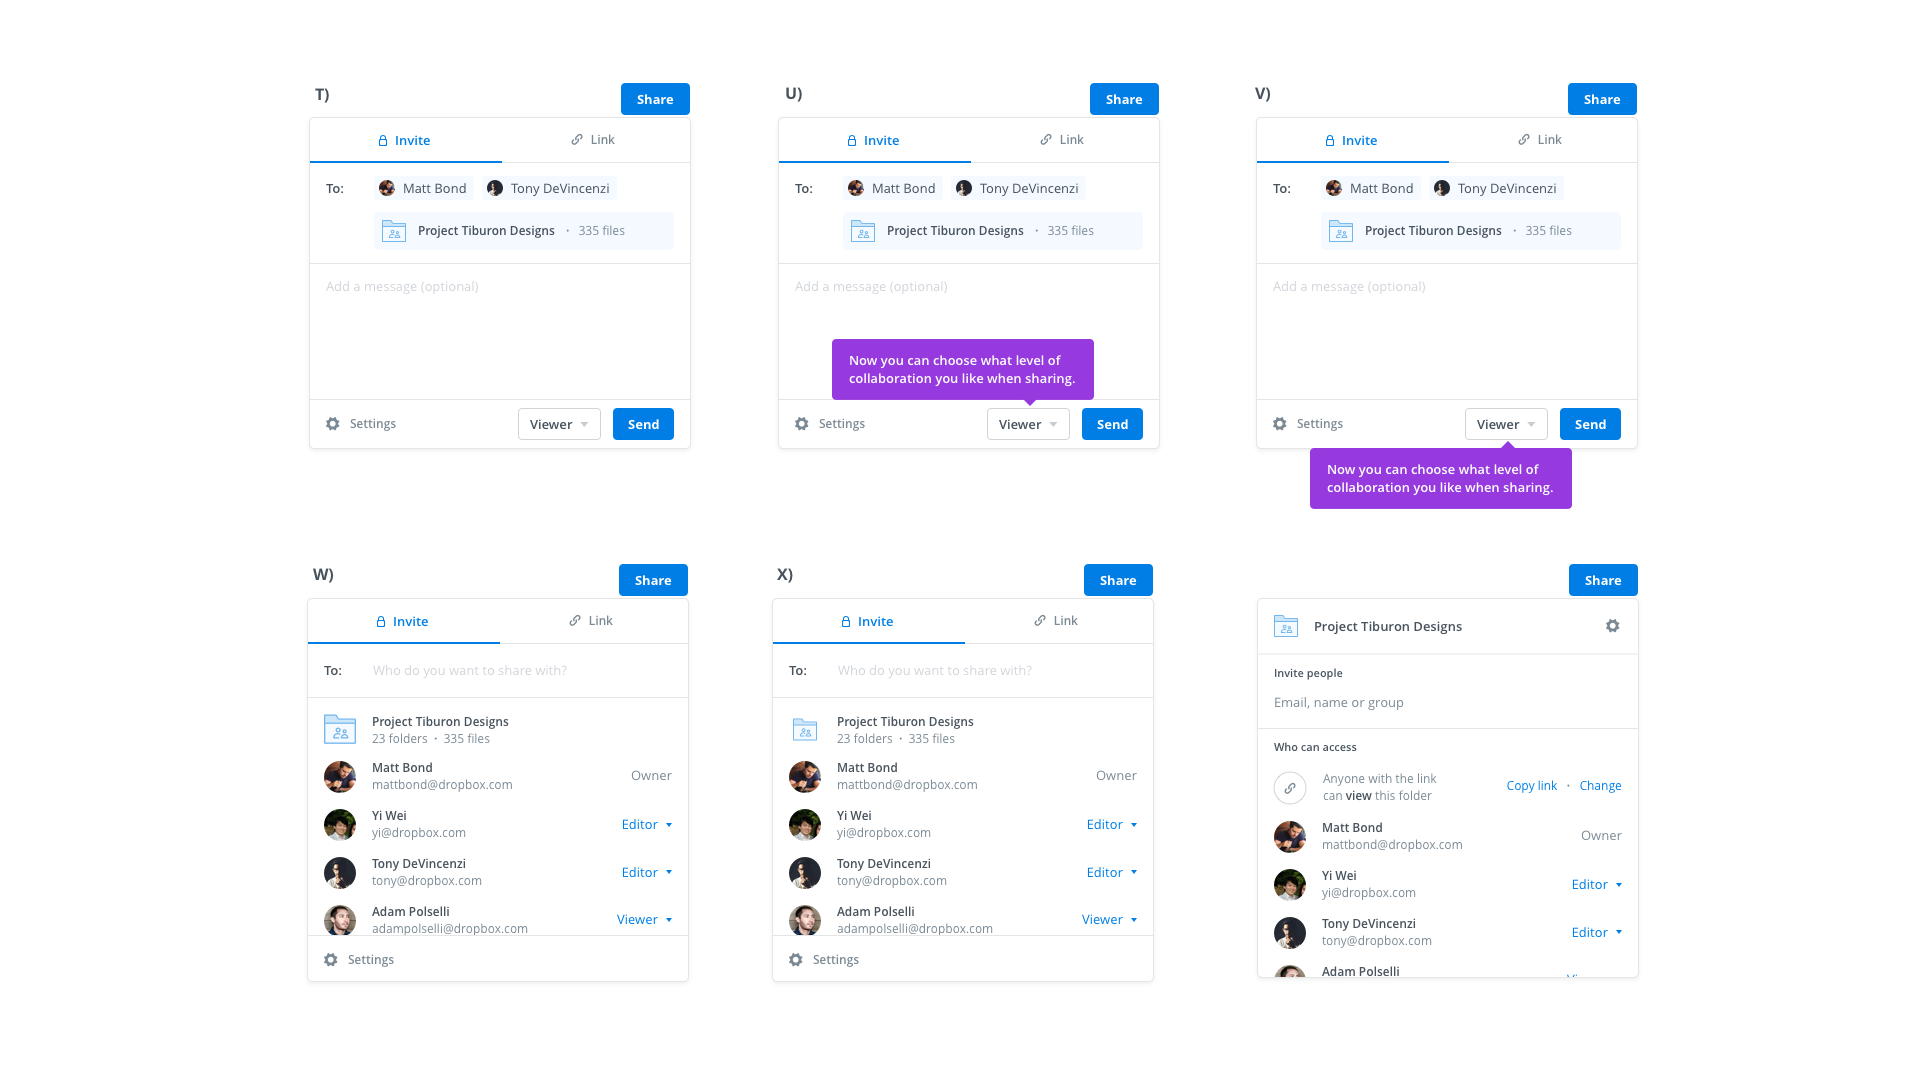 T)
Share
Invite
Link
To:
Matt Bond
Tony DeVincenzi
Project Tiburon Designs · 335 files
Add a message (optional)
Settings
Viewer
Send
U)
Share
Invite
Link
To:
Matt Bond
Tony DeVincenzi
Project Tiburon Designs · 335 files
Add a message (optional)
Now you can choose what level of
collaboration you like when sharing.
Settings
Viewer
Send
V)
Share
Invite
Link
To:
Matt Bond
Tony DeVincenzi
Project Tiburon Designs · 335 files
Add a message (optional)
Settings
Viewer
Send
Now you can choose what level of
collaboration you like when sharing.
W)
Share
Invite
Link
To:
Who do you want to share with?
Project Tiburon Designs
23 folders · 335 files
Matt Bond
mattbond@dropbox.com
Owner
Yi Wei
yi@dropbox.com
Editor
Tony DeVincenzi
tony@dropbox.com
Editor
Adam Polselli
adampolselli@dropbox.com
Viewer
Settings
X)
Share
Invite
Link
To:
Who do you want to share with?
Project Tiburon Designs
23 folders · 335 files
Matt Bond
mattbond@dropbox.com
Owner
Yi Wei
yi@dropbox.com
Editor
Tony DeVincenzi
tony@dropbox.com
Editor
Adam Polselli
adampolselli@dropbox.com
Viewer
Settings
Share
Project Tiburon Designs
Invite people
Email, name or group
Who can access
Anyone with the link
can view this folder
Copy link · Change
Matt Bond
mattbond@dropbox.com
Owner
Yi Wei
yi@dropbox.com
Editor
Tony DeVincenzi
tony@dropbox.com
Editor
Adam Polselli